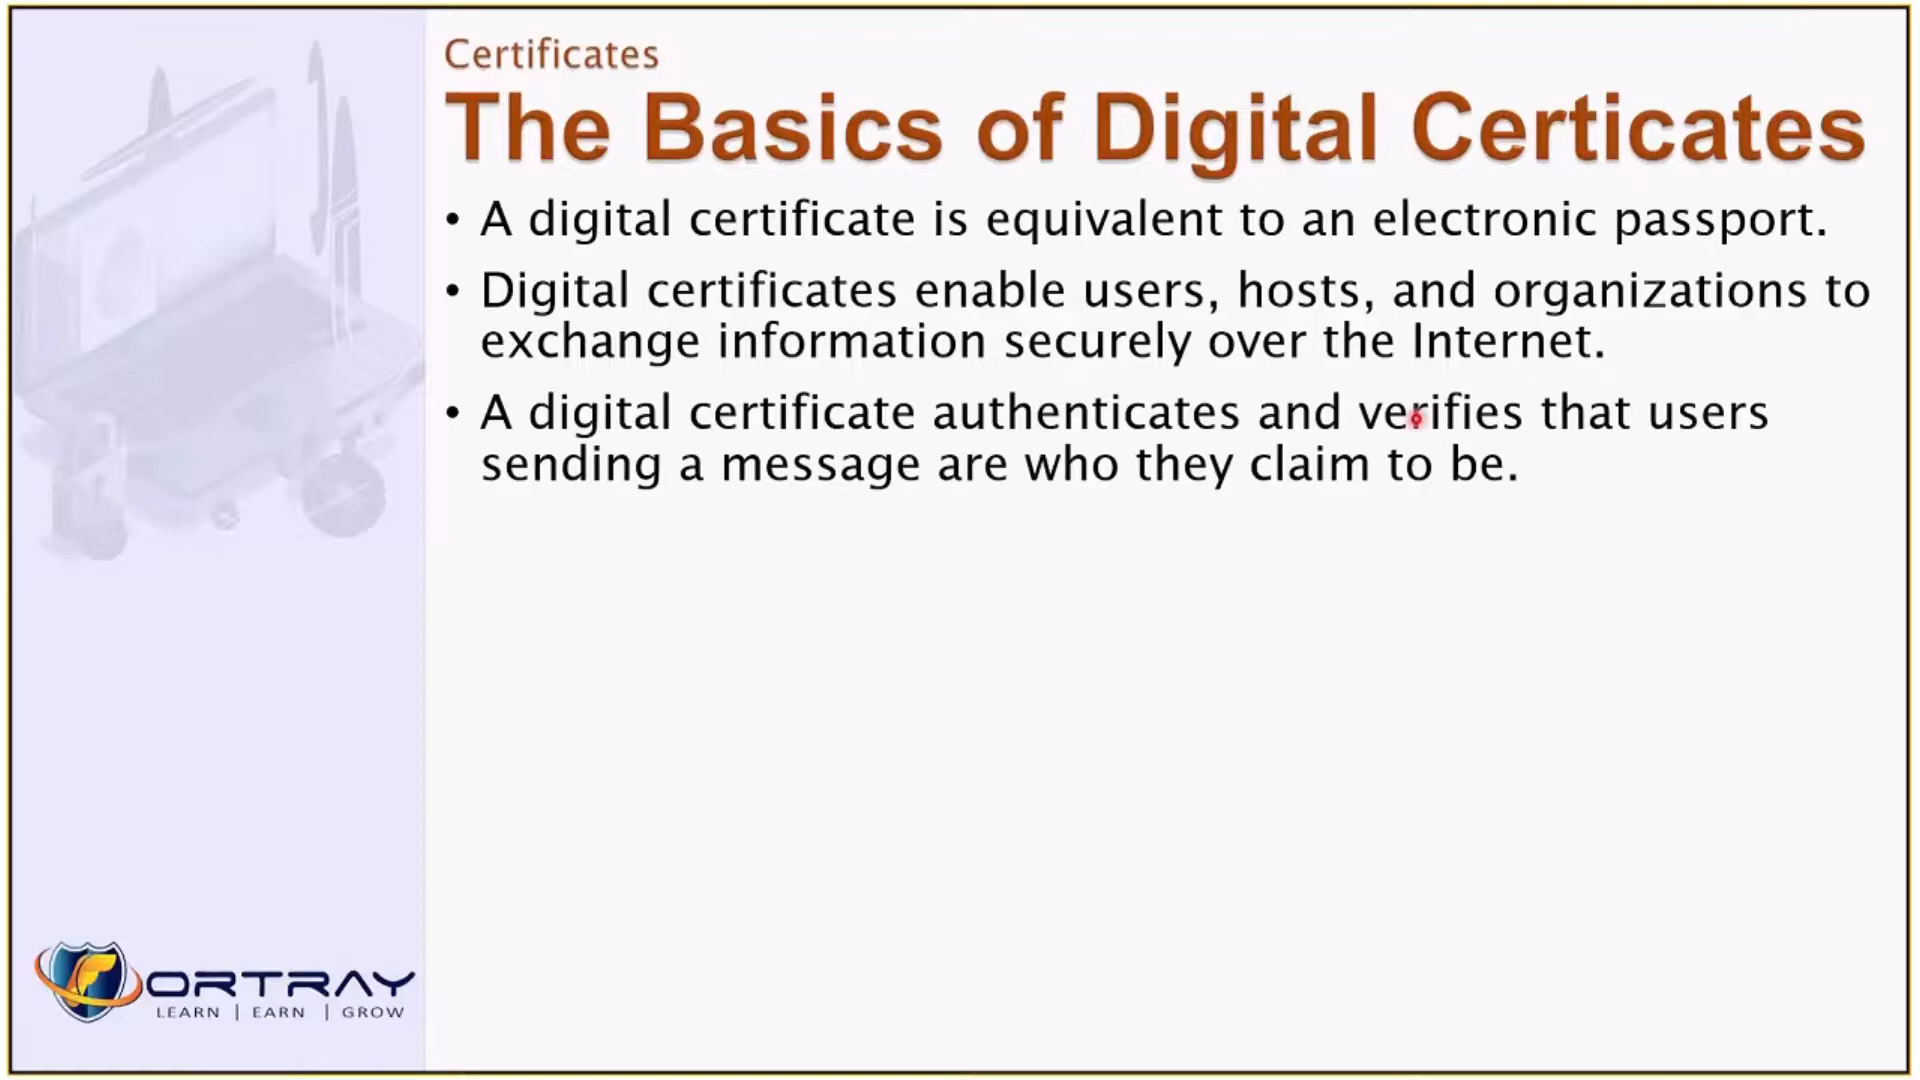 Certificates
The Basics of Digital Certicates
• A digital certificate is equivalent to an electronic passport.
• Digital certificates enable users, hosts, and organizations to
exchange information securely over the Internet.
• A digital certificate authenticates and verifies that users
sending a message are who they claim to be.
FORTRAY
LEARN | EARN | GROW